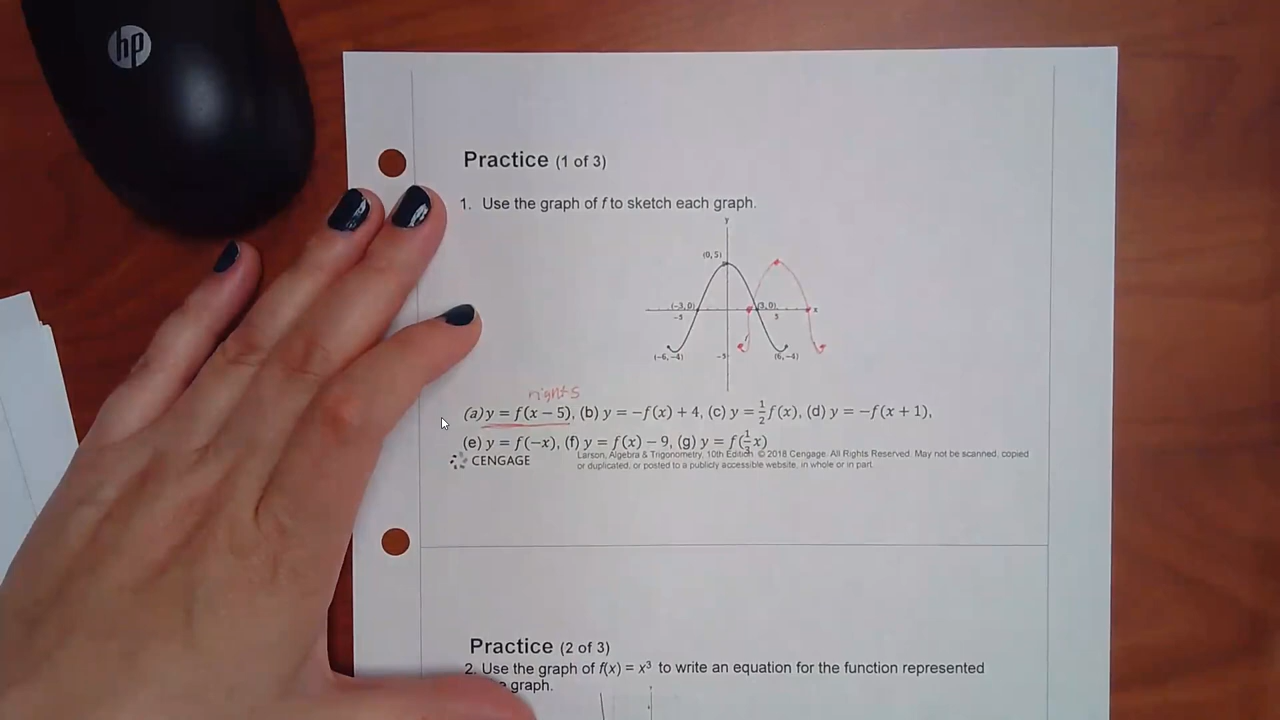 hp
Practice (1 of 3)
1. Use the graph of f to sketch each graph.
y
(0, 5)
(-3, 0) (3, 0) x
-5 5
(-6, -4) -5 (6, -4)
right 5
(a) y = f(x − 5), (b) y = −f(x) + 4, (c) y = 1/2 f(x), (d) y = −f(x + 1),
(e) y = f(−x), (f) y = f(x) − 9, (g) y = f(1/2 x)
CENGAGE
Larson, Algebra & Trigonometry, 10th Edition. © 2018 Cengage. All Rights Reserved. May not be scanned, copied
or duplicated, or posted to a publicly accessible website, in whole or in part.
Practice (2 of 3)
2. Use the graph of f(x) = x³ to write an equation for the function represented
graph.